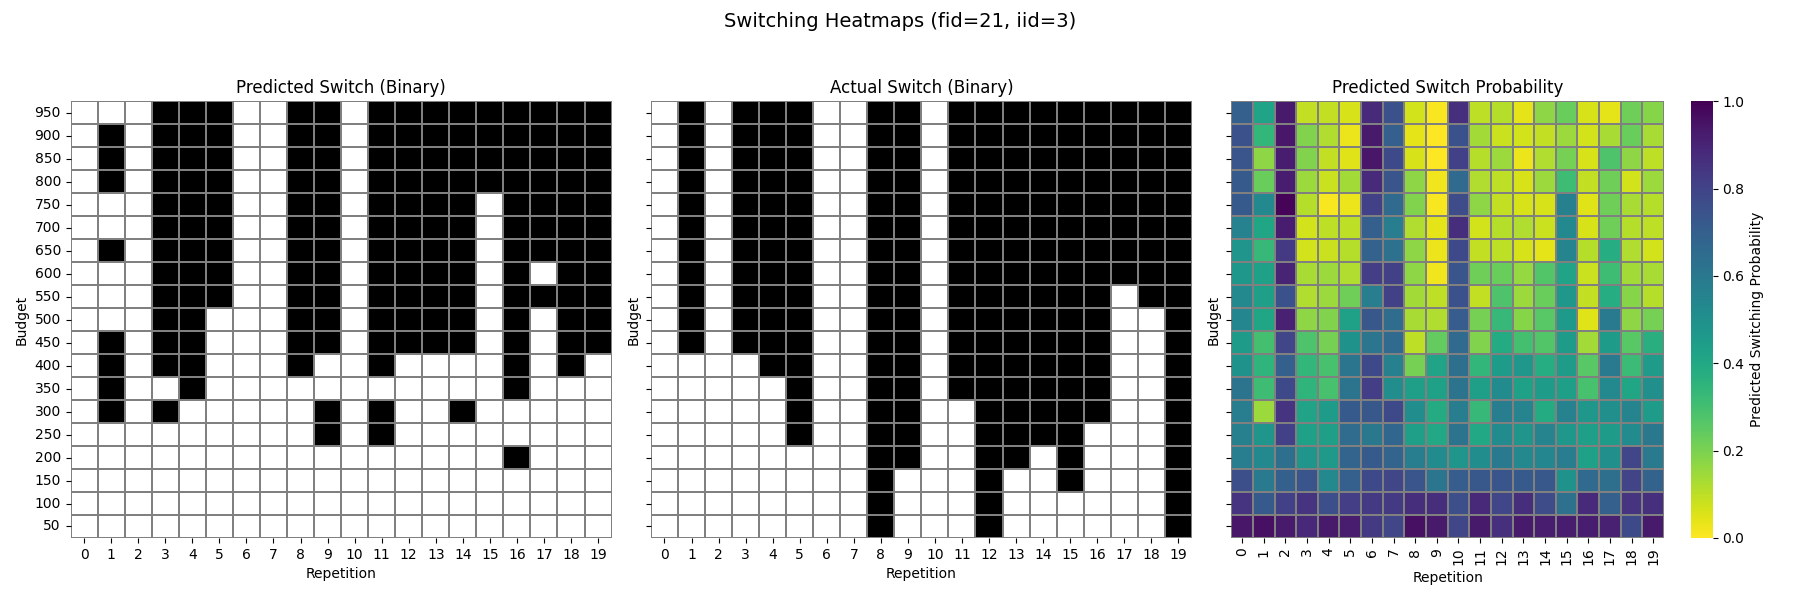 Switching Heatmaps (fid=21, iid=3)
Predicted Switch (Binary)
Budget
950
900
850
800
750
700
650
600
550
500
450
400
350
300
250
200
150
100
50
0 1 2 3 4 5 6 7 8 9 10 11 12 13 14 15 16 17 18 19
Repetition
Actual Switch (Binary)
Budget
0 1 2 3 4 5 6 7 8 9 10 11 12 13 14 15 16 17 18 19
Repetition
Predicted Switch Probability
Budget
0 1 2 3 4 5 6 7 8 9 10 11 12 13 14 15 16 17 18 19
Repetition
1.0
0.8
0.6
0.4
0.2
0.0
Predicted Switching Probability